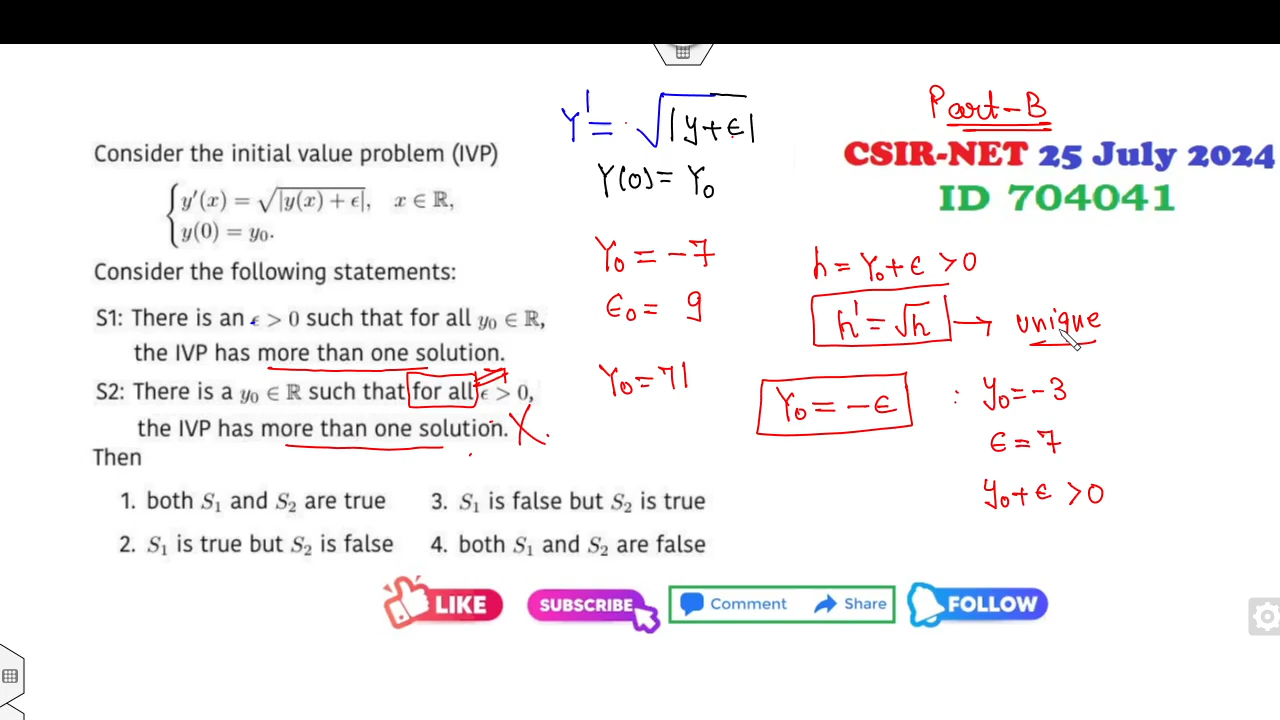 Part-B
CSIR-NET 25 July 2024
ID 704041
Consider the initial value problem (IVP)
y′(x) = √|y(x) + ϵ|, x ∈ ℝ,
y(0) = y₀.
Consider the following statements:
S1: There is an ϵ > 0 such that for all y₀ ∈ ℝ,
the IVP has more than one solution.
S2: There is a y₀ ∈ ℝ such that for all ϵ > 0,
the IVP has more than one solution. X.
Then
1. both S₁ and S₂ are true
2. S₁ is true but S₂ is false
3. S₁ is false but S₂ is true
4. both S₁ and S₂ are false
Y′ = √|y+ϵ|
Y(0) = Y₀
Y₀ = -7
ϵ₀ = 9
Y₀ = 71
h = Y₀+ϵ >0
h′ = √h → unique
Y₀ = -ϵ
: y₀ = -3
ϵ = 7
y₀+ϵ >0
LIKE
SUBSCRIBE
Comment
Share
FOLLOW